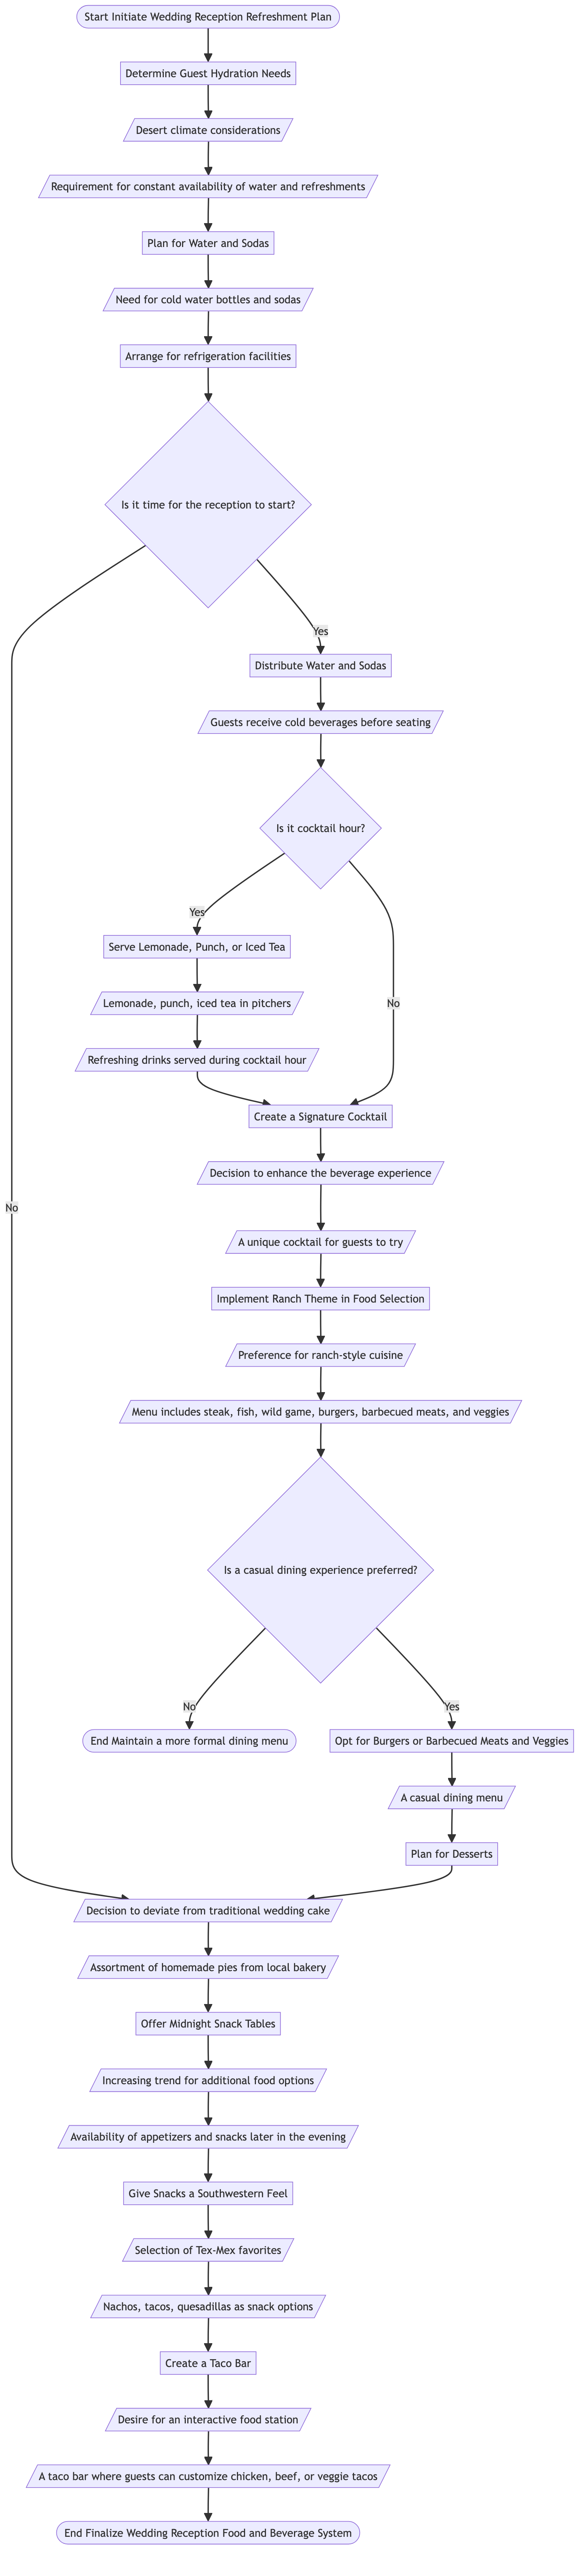 Start Initiate Wedding Reception Refreshment Plan
Determine Guest Hydration Needs
Desert climate considerations
Requirement for constant availability of water and refreshments
Plan for Water and Sodas
Need for cold water bottles and sodas
Arrange for refrigeration facilities
Is it time for the reception to start?
Yes
Distribute Water and Sodas
Guests receive cold beverages before seating
Is it cocktail hour?
Yes
Serve Lemonade, Punch, or Iced Tea
Lemonade, punch, iced tea in pitchers
No
Refreshing drinks served during cocktail hour
Create a Signature Cocktail
Decision to enhance the beverage experience
No
A unique cocktail for guests to try
Implement Ranch Theme in Food Selection
Preference for ranch-style cuisine
Menu includes steak, fish, wild game, burgers, barbecued meats, and veggies
Is a casual dining experience preferred?
No
Yes
End Maintain a more formal dining menu
Opt for Burgers or Barbecued Meats and Veggies
A casual dining menu
Plan for Desserts
Decision to deviate from traditional wedding cake
Assortment of homemade pies from local bakery
Offer Midnight Snack Tables
Increasing trend for additional food options
Availability of appetizers and snacks later in the evening
Give Snacks a Southwestern Feel
Selection of Tex-Mex favorites
Nachos, tacos, quesadillas as snack options
Create a Taco Bar
Desire for an interactive food station
A taco bar where guests can customize chicken, beef, or veggie tacos
End Finalize Wedding Reception Food and Beverage System